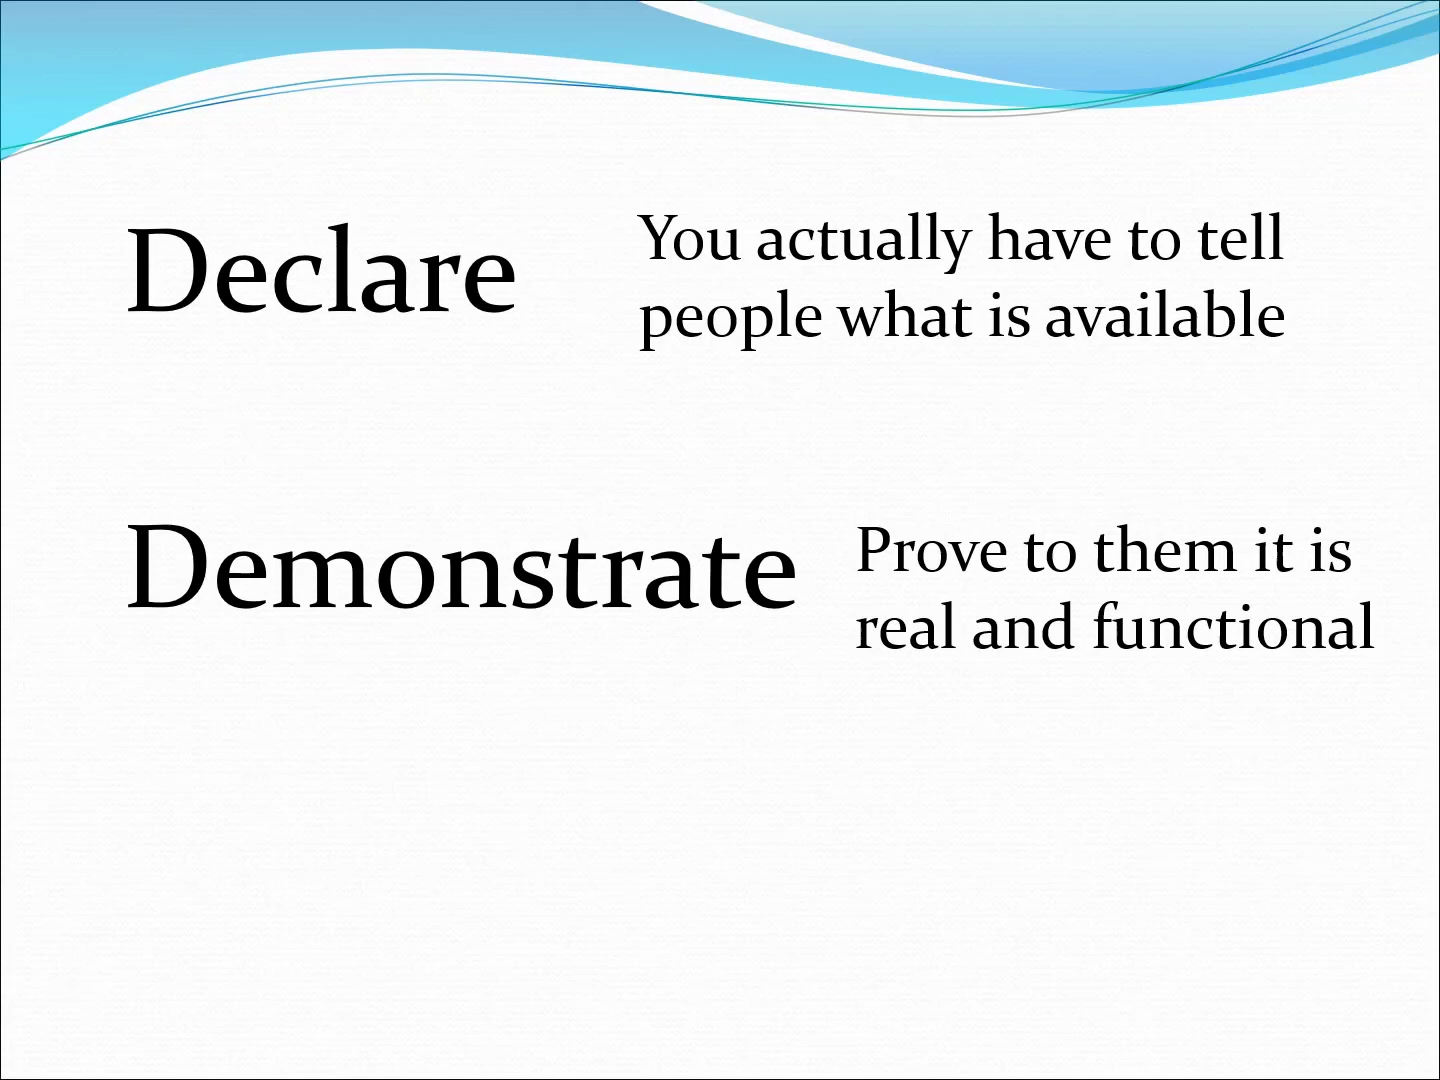 Declare
You actually have to tell
people what is available
Demonstrate
Prove to them it is
real and functional